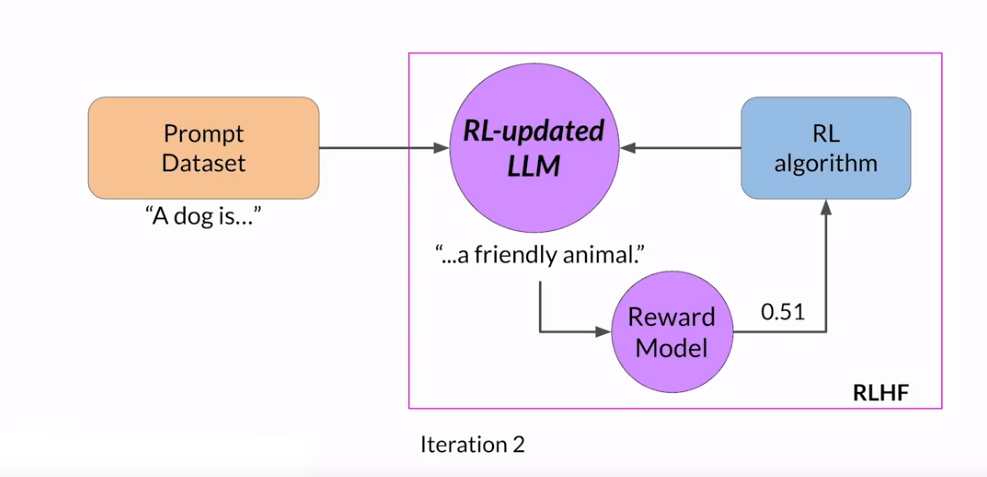 Prompt
Dataset
“A dog is...”
RL-updated
LLM
RL
algorithm
“...a friendly animal.”
Reward
Model
0.51
RLHF
Iteration 2